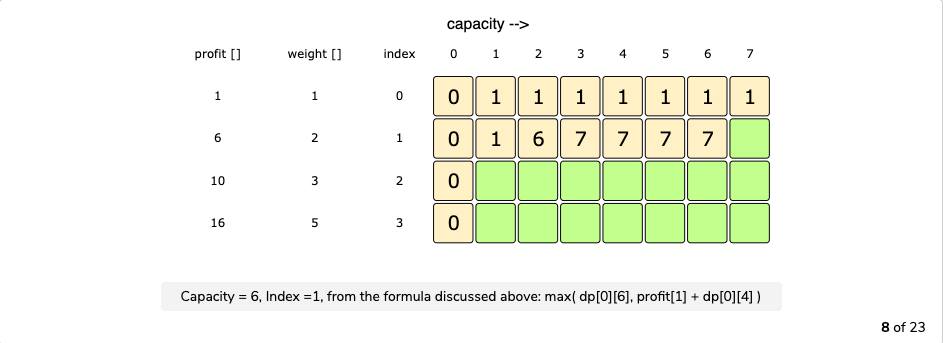 capacity -->
profit [] weight [] index 0 1 2 3 4 5 6 7
1 1 0 0 1 1 1 1 1 1 1
6 2 1 0 1 6 7 7 7 7
10 3 2 0
16 5 3 0
Capacity = 6, Index =1, from the formula discussed above: max( dp[0][6], profit[1] + dp[0][4] )
8 of 23